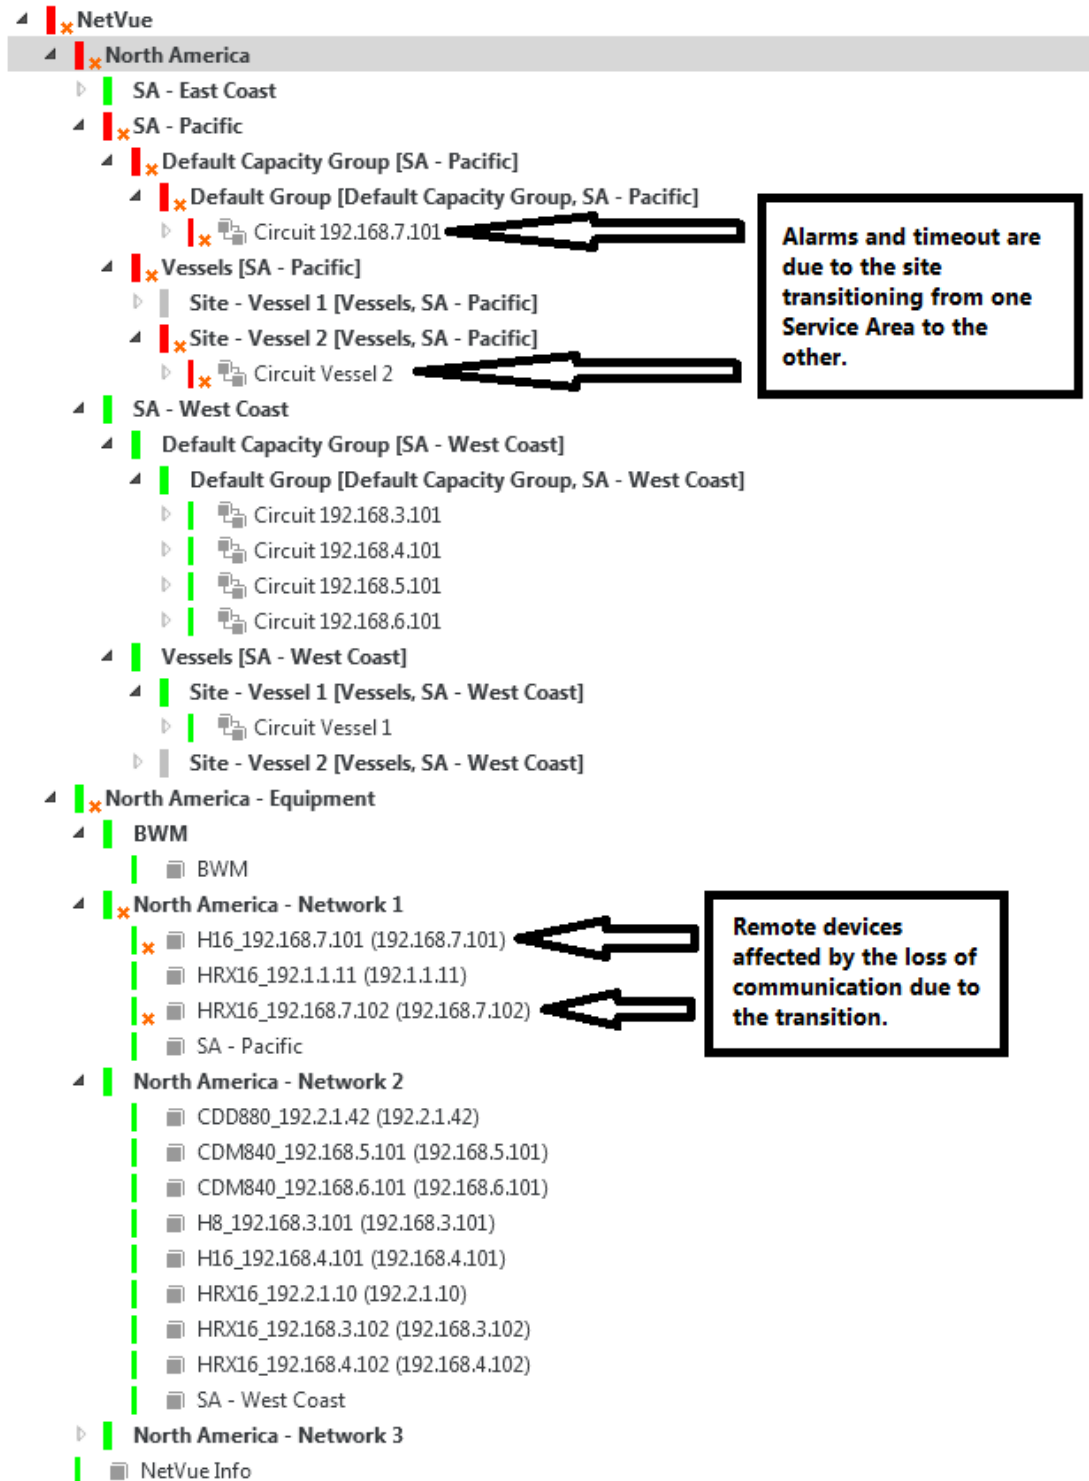 NetVue
North America
SA - East Coast
SA - Pacific
Default Capacity Group [SA - Pacific]
Default Group [Default Capacity Group, SA - Pacific]
Circuit 192.168.7.101
Vessels [SA - Pacific]
Site - Vessel 1 [Vessels, SA - Pacific]
Site - Vessel 2 [Vessels, SA - Pacific]
Circuit Vessel 2
Alarms and timeout are
due to the site
transitioning from one
Service Area to the
other.
SA - West Coast
Default Capacity Group [SA - West Coast]
Default Group [Default Capacity Group, SA - West Coast]
Circuit 192.168.3.101
Circuit 192.168.4.101
Circuit 192.168.5.101
Circuit 192.168.6.101
Vessels [SA - West Coast]
Site - Vessel 1 [Vessels, SA - West Coast]
Circuit Vessel 1
Site - Vessel 2 [Vessels, SA - West Coast]
North America - Equipment
BWM
BWM
North America - Network 1
H16_192.168.7.101 (192.168.7.101)
HRX16_192.1.1.11 (192.1.1.11)
HRX16_192.168.7.102 (192.168.7.102)
SA - Pacific
Remote devices
affected by the loss of
communication due to
the transition.
North America - Network 2
CDD880_192.2.1.42 (192.2.1.42)
CDM840_192.168.5.101 (192.168.5.101)
CDM840_192.168.6.101 (192.168.6.101)
H8_192.168.3.101 (192.168.3.101)
H16_192.168.4.101 (192.168.4.101)
HRX16_192.2.1.10 (192.2.1.10)
HRX16_192.168.3.102 (192.168.3.102)
HRX16_192.168.4.102 (192.168.4.102)
SA - West Coast
North America - Network 3
NetVue Info